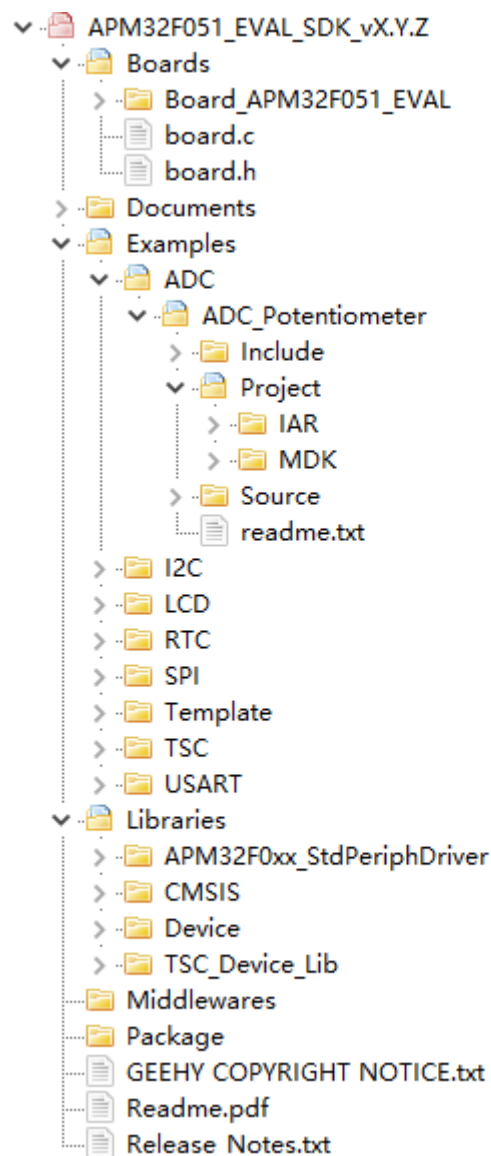 APM32F051_EVAL_SDK_vX.Y.Z
Boards
Board_APM32F051_EVAL
board.c
board.h
Documents
Examples
ADC
ADC_Potentiometer
Include
Project
IAR
MDK
Source
readme.txt
I2C
LCD
RTC
SPI
Template
TSC
USART
Libraries
APM32F0xx_StdPeriphDriver
CMSIS
Device
TSC_Device_Lib
Middlewares
Package
GEEHY COPYRIGHT NOTICE.txt
Readme.pdf
Release Notes.txt